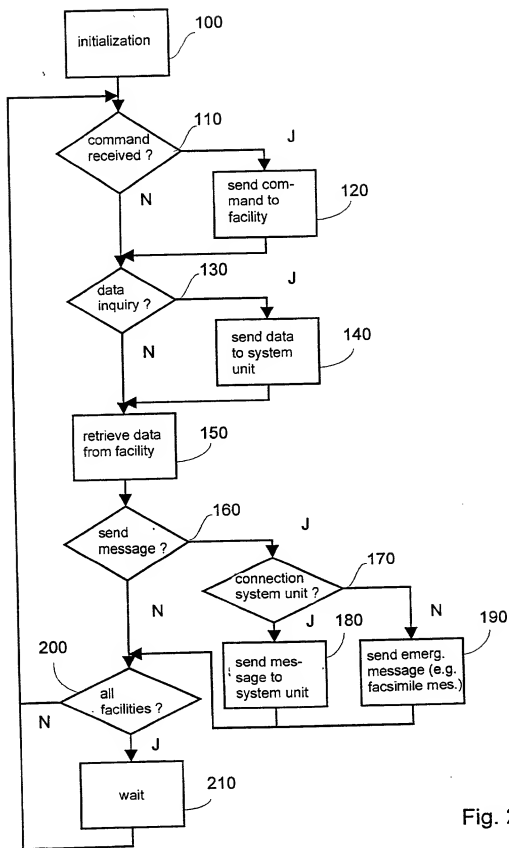 initialization
100
command
received ?
110
J
N
send com-
mand to
facility
120
data
inquiry ?
130
J
N
send data
to system
unit
140
retrieve data
from facility
150
send
message ?
160
J
N
connection
system unit ?
170
J
N
180
send mes-
sage to
system unit
190
send emerg.
message (e.g.
facsimile mes.)
200
all
facilities ?
N
J
wait
210
Fig. 2